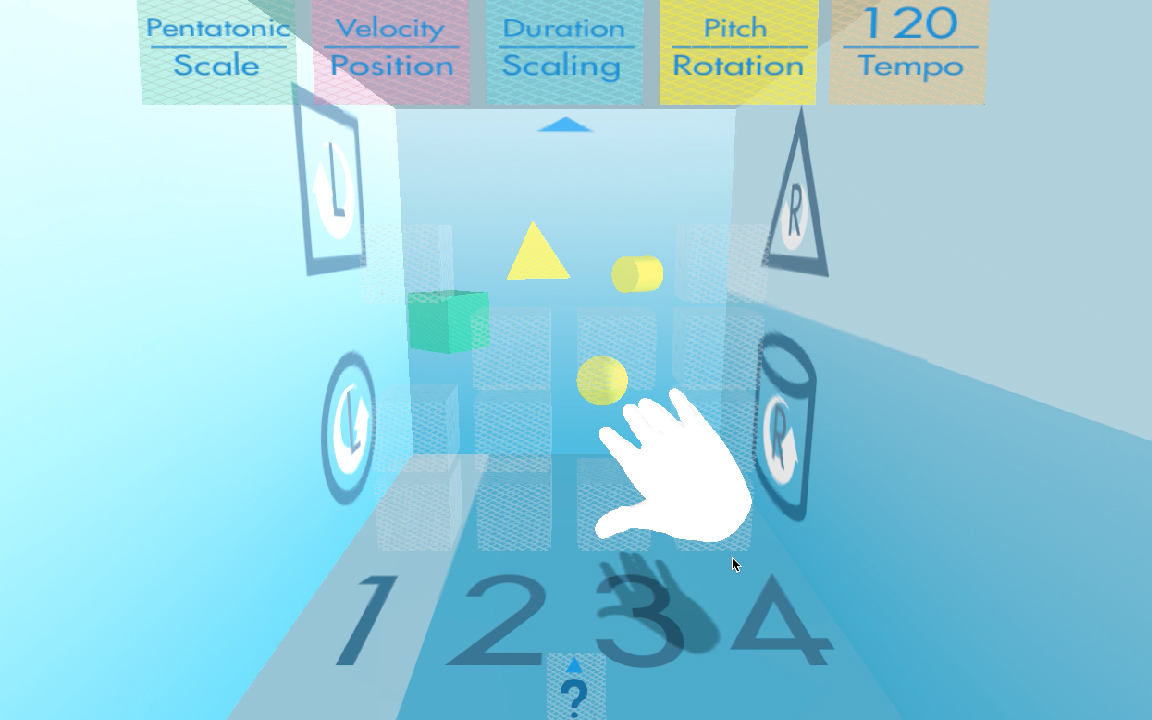 Pentatonic
Scale
Velocity
Position
Duration
Scaling
Pitch
Rotation
120
Tempo
L
R
L
R
1 2 3 4
?